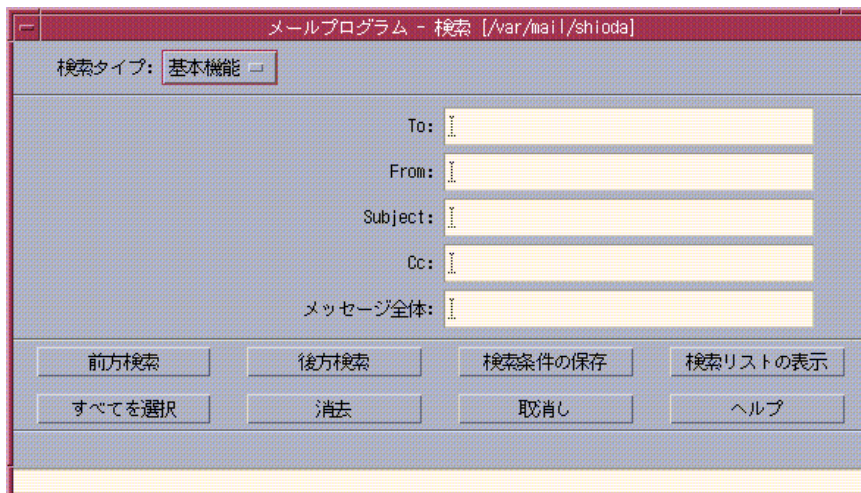 メールプログラム - 検索 [/var/mail/shioda]
検索タイプ: 基本機能
To:
From:
Subject:
Cc:
メッセージ全体:
前方検索 後方検索 検索条件の保存 検索リストの表示
すべてを選択 消去 取消し ヘルプ